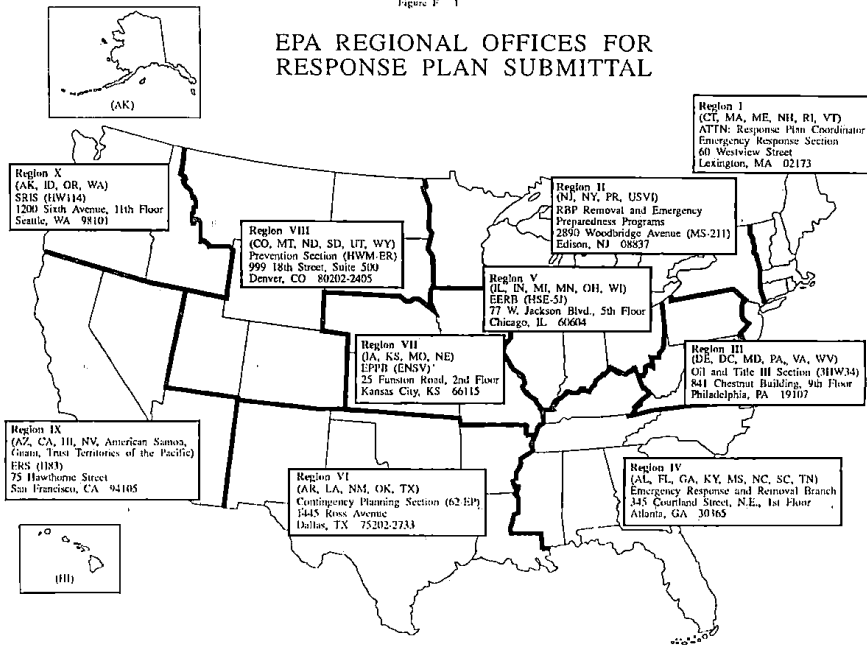 Figure F - 1
EPA REGIONAL OFFICES FOR
RESPONSE PLAN SUBMITTAL
(AK)
Region I
(CT, MA, ME, NH, RI, VT)
ATTN: Response Plan Coordinator
Emergency Response Section
60 Westview Street
Lexington, MA 02173
Region X
(AK, ID, OR, WA)
SRIS (HW114)
1200 Sixth Avenue, 11th Floor
Seattle, WA 98101
Region II
(NJ, NY, PR, USVI)
RBP Removal and Emergency
Preparedness Programs
2890 Woodbridge Avenue (MS-211)
Edison, NJ 08837
Region VIII
(CO, MT, ND, SD, UT, WY)
Prevention Section (HWM-ER)
999 18th Street, Suite 500
Denver, CO 80202-2405
Region V
(IL, IN, MI, MN, OH, WI)
EERB (HSE-5J)
77 W. Jackson Blvd., 5th Floor
Chicago, IL 60604
Region VII
(IA, KS, MO, NE)
EPPB (ENSV)
25 Funston Road, 2nd Floor
Kansas City, KS 66115
Region III
(DE, DC, MD, PA, VA, WV)
Oil and Title III Section (3HW34)
841 Chestnut Building, 9th Floor
Philadelphia, PA 19107
Region IX
(AZ, CA, HI, NV, American Samoa,
Guam, Trust Territories of the Pacific)
ERS (H83)
75 Hawthorne Street
San Francisco, CA 94105
Region VI
(AR, LA, NM, OK, TX)
Contingency Planning Section (62 EP)
1445 Ross Avenue
Dallas, TX 75202-2733
Region IV
(AL, FL, GA, KY, MS, NC, SC, TN)
Emergency Response and Removal Branch
345 Courtland Street, N.E., 1st Floor
Atlanta, GA 30365
(HI)